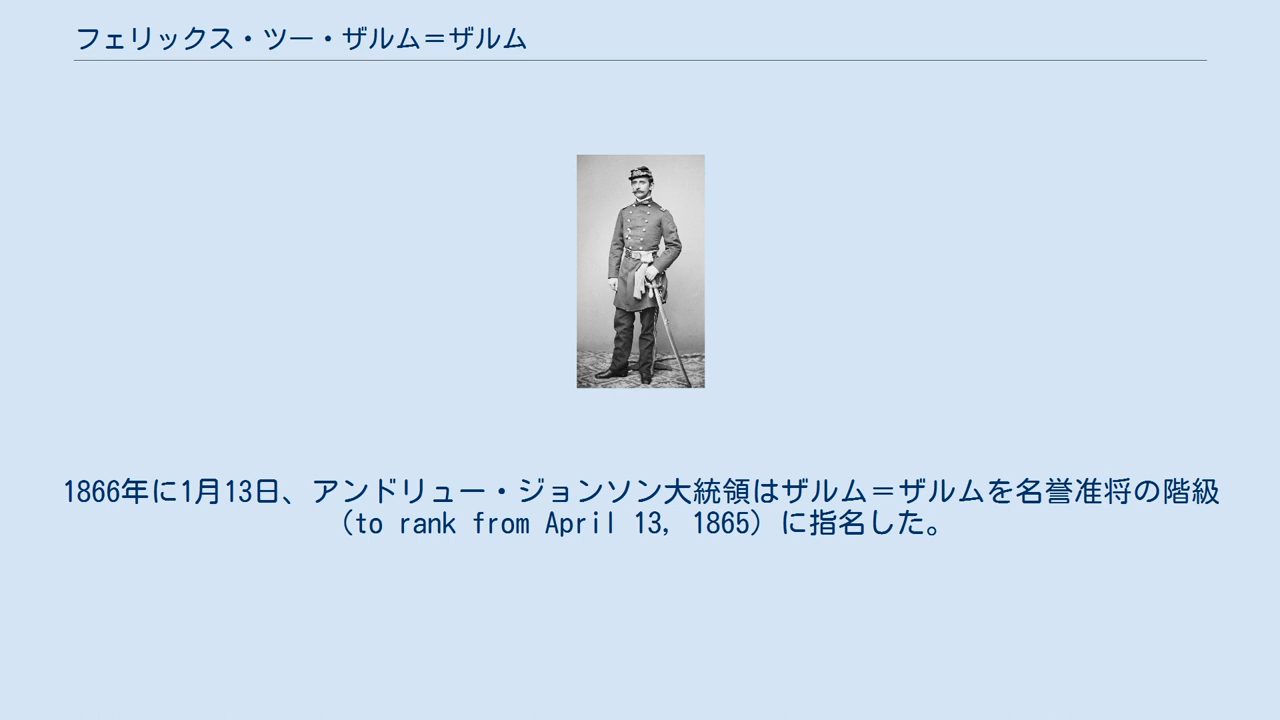 フェリックス・ツー・ザルム＝ザルム
1866年に1月13日、アンドリュー・ジョンソン大統領はザルム＝ザルムを名誉准将の階級
（to rank from April 13, 1865）に指名した。